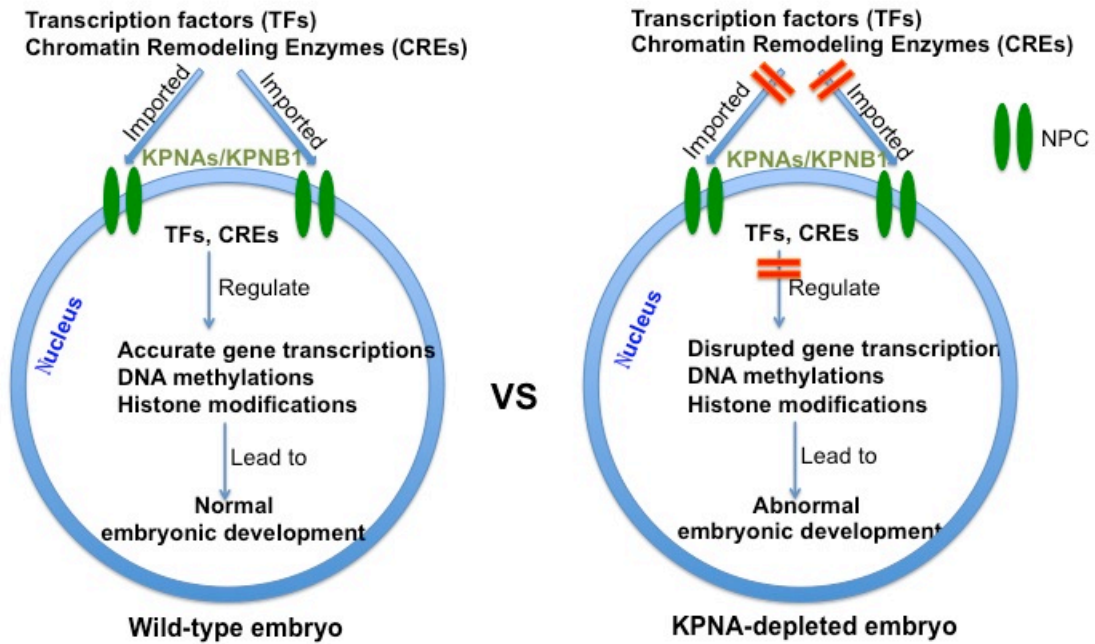 Transcription factors (TFs)
Chromatin Remodeling Enzymes (CREs)
Imported
Imported
KPNAs/KPNB1
TFs, CREs
Regulate
Nucleus
Accurate gene transcriptions
DNA methylations
Histone modifications
Lead to
Normal
embryonic development
Wild-type embryo
VS
Transcription factors (TFs)
Chromatin Remodeling Enzymes (CREs)
Imported
Imported
NPC
KPNAs/KPNB1
TFs, CREs
Regulate
Nucleus
Disrupted gene transcription
DNA methylations
Histone modifications
Lead to
Abnormal
embryonic development
KPNA-depleted embryo